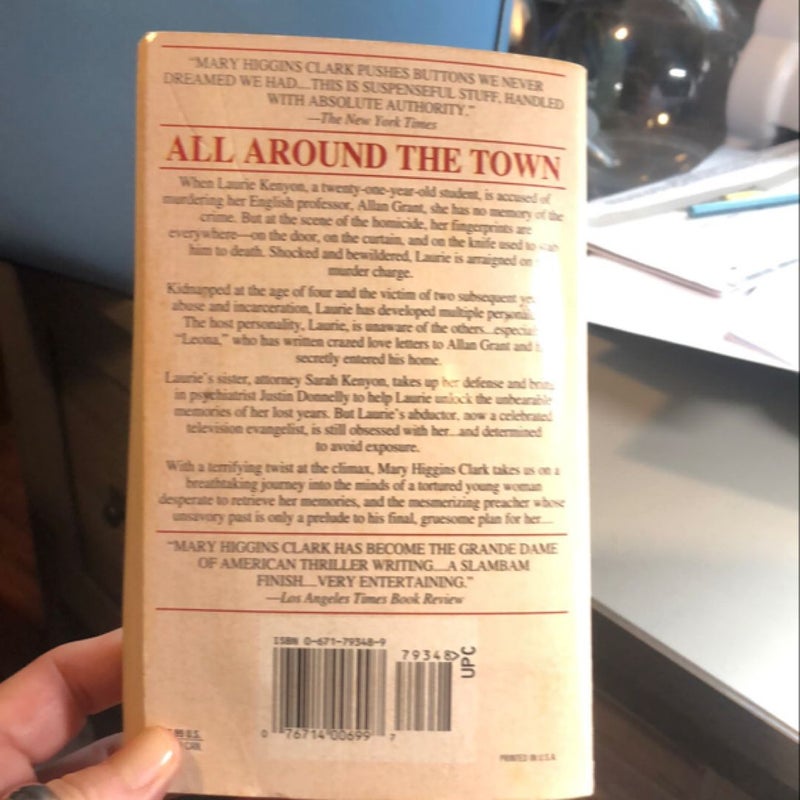 "MARY HIGGINS CLARK PUSHES BUTTONS WE NEVER
DREAMED WE HAD....THIS IS SUSPENSEFUL STUFF, HANDLED
WITH ABSOLUTE AUTHORITY."
—The New York Times
ALL AROUND THE TOWN
When Laurie Kenyon, a twenty-one-year-old student, is accused of
murdering her English professor, Allan Grant, she has no memory of the
crime. But at the scene of the homicide, her fingerprints are
everywhere—on the door, on the curtain, and on the knife used to
him to death. Shocked and bewildered, Laurie is arraigned on
murder charge.
Kidnapped at the age of four and the victim of two subsequent
abuse and incarceration, Laurie has developed multiple
The host personality, Laurie, is unaware of the others...
"Leona," who has written crazed love letters to Allan Grant and
secretly entered his home.
Laurie's sister, attorney Sarah Kenyon, takes up her defense and
in psychiatrist Justin Donnelly to help Laurie unlock the unbearable
memories of her lost years. But Laurie's abductor, now a celebrated
television evangelist, is still obsessed with her...and determined
to avoid exposure.
With a terrifying twist at the climax, Mary Higgins Clark takes us on a
breathtaking journey into the minds of a tortured young woman
desperate to retrieve her memories, and the mesmerizing preacher whose
unsavory past is only a prelude to his final, gruesome plan for her....
"MARY HIGGINS CLARK HAS BECOME THE GRANDE DAME
OF AMERICAN THRILLER WRITING....A SLAMBAM
FINISH....VERY ENTERTAINING."
—Los Angeles Times Book Review
ISBN 0-671-79348-9
79348>
UPC
0 76714 00699 7
U.S.
CAN.
PRINTED IN U.S.A.